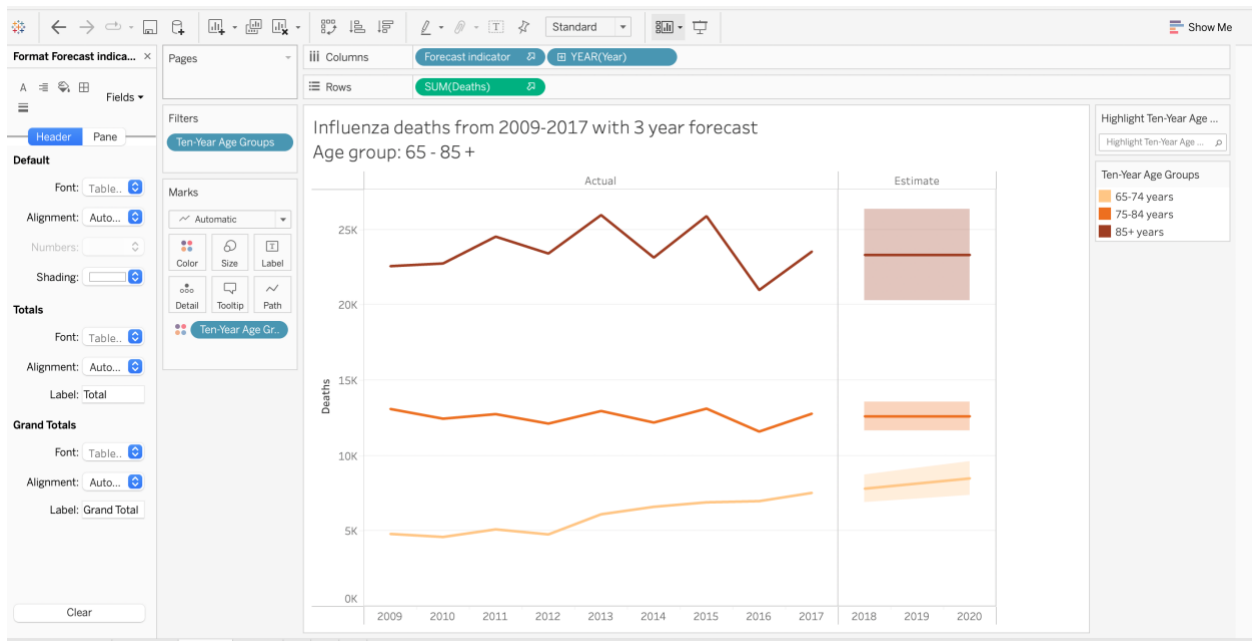 Standard
Show Me
Format Forecast indica... ×
Fields
Header Pane
Default
Font: Table..
Alignment: Auto...
Numbers:
Shading:
Totals
Font: Table..
Alignment: Auto...
Label: Total
Grand Totals
Font: Table..
Alignment: Auto...
Label: Grand Total
Clear
Pages
Filters
Ten-Year Age Groups
Marks
Automatic
Color Size Label
Detail Tooltip Path
Ten-Year Age Gr..
Columns Forecast indicator YEAR(Year)
Rows SUM(Deaths)
Influenza deaths from 2009-2017 with 3 year forecast
Age group: 65 - 85 +
Actual Estimate
Deaths
25K
20K
15K
10K
5K
0K
2009 2010 2011 2012 2013 2014 2015 2016 2017 2018 2019 2020
Highlight Ten-Year Age ...
Highlight Ten-Year Age ...
Ten-Year Age Groups
65-74 years
75-84 years
85+ years